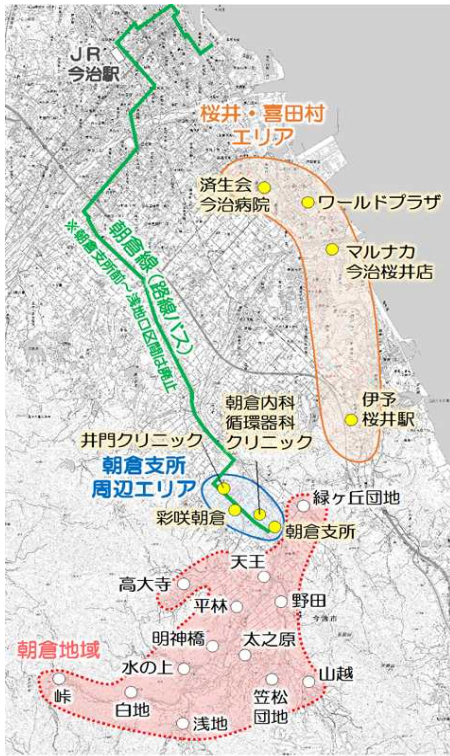 JR
今治駅
桜井・喜田村
エリア
済生会
今治病院
ワールドプラザ
マルナカ
今治桜井店
朝倉線(路線バス)
※朝倉支所前~浅地口区間は廃止
伊予
桜井駅
朝倉内科
循環器科
クリニック
井門クリニック
朝倉支所
周辺エリア
彩咲朝倉
緑ヶ丘団地
朝倉支所
天王
高大寺
平林
野田
今治市
明神橋
太之原
朝倉地域
水の上
山越
峠
白地
笠松
団地
浅地